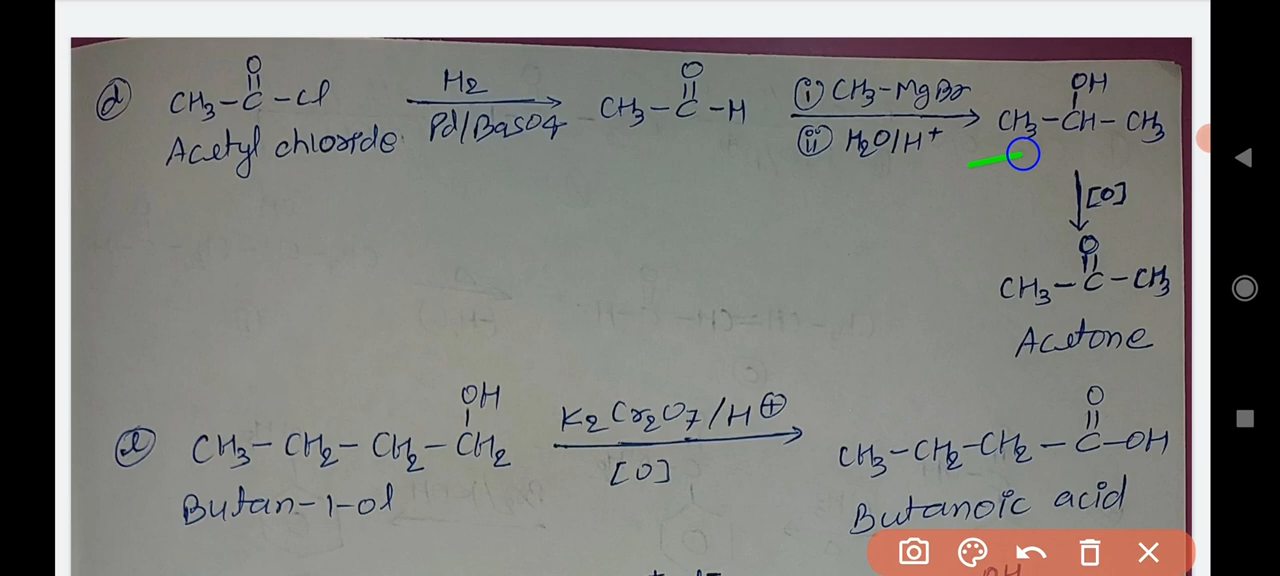 (d) CH3-C(=O)-Cl H2 Pd/BaSO4 → CH3-C(=O)-H (i) CH3-MgBr (ii) H2O/H+ → CH3-CH(OH)-CH3
Acetyl chloride
↓[O]
CH3-C(=O)-CH3
Acetone
(e) CH3-CH2-CH2-CH2(OH) K2Cr2O7/H⊕ [O] → CH3-CH2-CH2-C(=O)-OH
Butan-1-ol Butanoic acid
OH